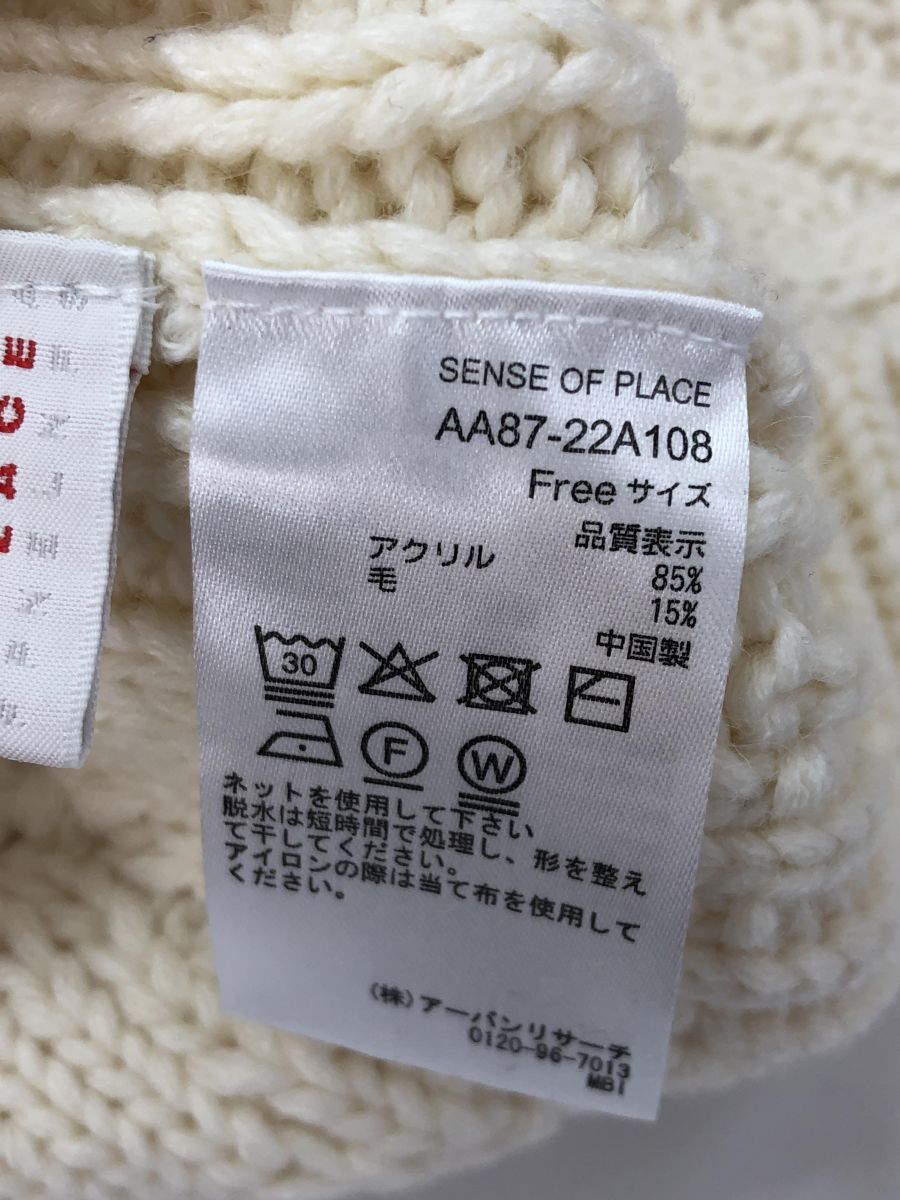 LACE
SENSE OF PLACE
AA87-22A108
Free サイズ
品質表示
アクリル 85%
毛 15%
中国製
30
F W
ネットを使用して下さい
脱水は短時間で処理し、形を整え
て干してください。
アイロンの際は当て布を使用して
ください。
(株)アーバンリサーチ
0120-96-7013
MBI